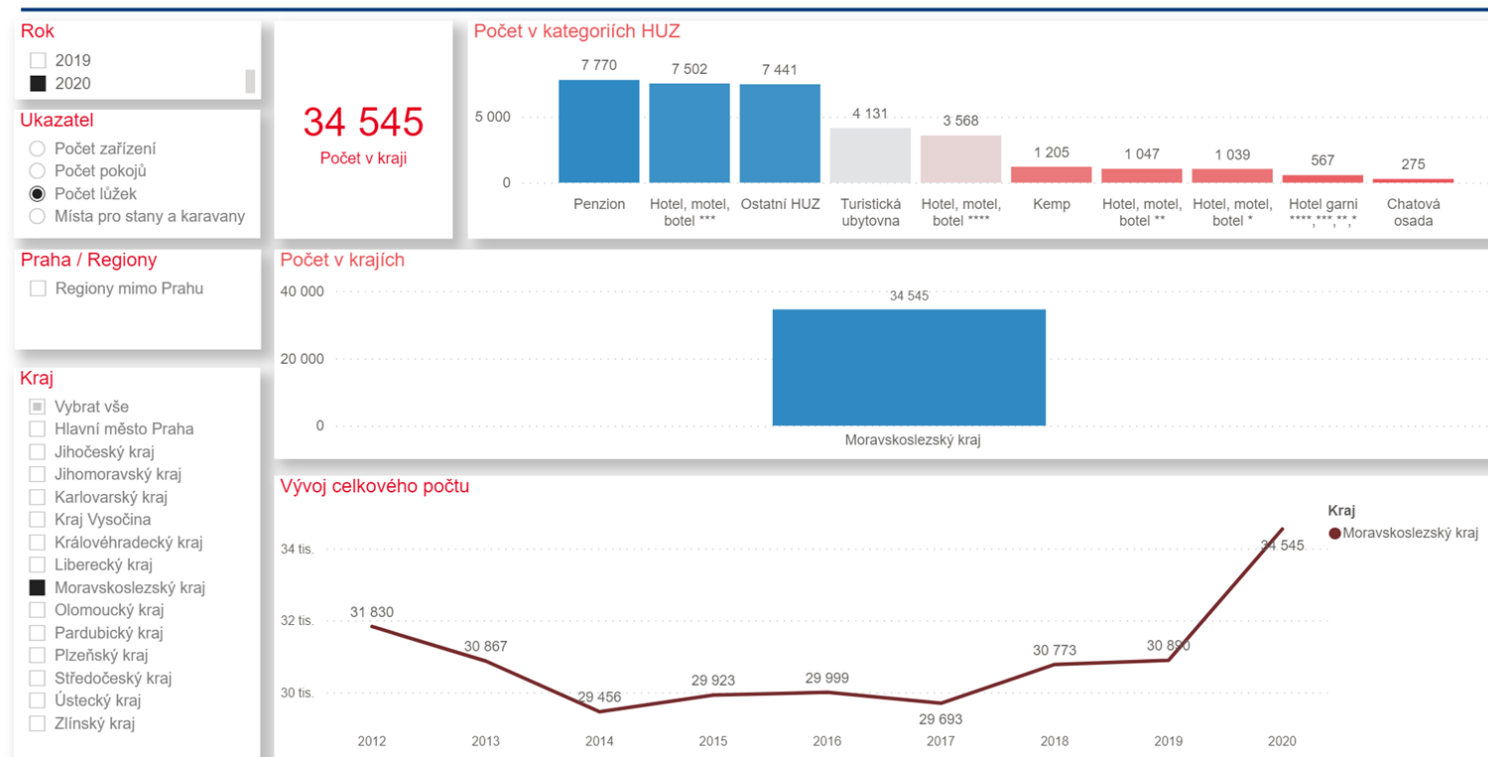 Rok
2019
2020
Ukazatel
Počet zařízení
Počet pokojů
Počet lůžek
Místa pro stany a karavany
Praha / Regiony
Regiony mimo Prahu
Kraj
Vybrat vše
Hlavní město Praha
Jihočeský kraj
Jihomoravský kraj
Karlovarský kraj
Kraj Vysočina
Královéhradecký kraj
Liberecký kraj
Moravskoslezský kraj
Olomoucký kraj
Pardubický kraj
Plzeňský kraj
Středočeský kraj
Ústecký kraj
Zlínský kraj
34 545
Počet v kraji
Počet v kategoriích HUZ
7 770
7 502
7 441
4 131
3 568
1 205
1 047
1 039
567
275
5 000
0
Penzion
Hotel, motel,
botel ***
Ostatní HUZ
Turistická
ubytovna
Hotel, motel,
botel ****
Kemp
Hotel, motel,
botel **
Hotel, motel,
botel *
Hotel garni
****,***,**,*
Chatová
osada
Počet v krajích
40 000
20 000
0
34 545
Moravskoslezský kraj
Vývoj celkového počtu
34 tis.
32 tis.
30 tis.
31 830
30 867
29 456
29 923
29 999
29 693
30 773
30 890
34 545
2012
2013
2014
2015
2016
2017
2018
2019
2020
Kraj
Moravskoslezský kraj